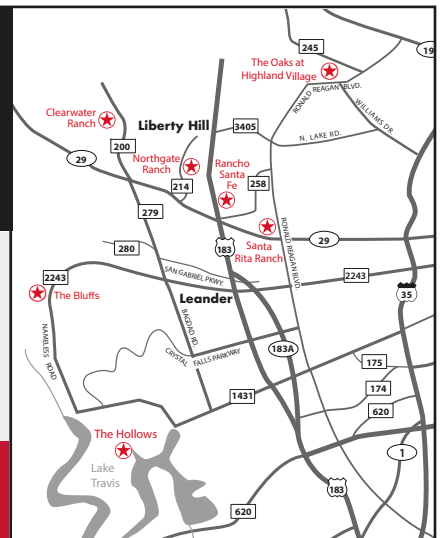 245
19
The Oaks at
Highland Village
RONALD REAGAN BLVD.
WILLIAMS DR.
Clearwater
Ranch
Liberty Hill
3405
N. LAKE RD.
200
29
Northgate
Ranch
Rancho
Santa
Fe
214
258
279
183
Santa
Rita Ranch
RONALD REAGAN BLVD.
29
280
SAN GABRIEL PKWY.
2243
2243
The Bluffs
Leander
35
NAMELESS ROAD
BAGDAD RD.
CRYSTAL FALLS PARKWAY
183A
175
174
1431
620
The Hollows
1
Lake
Travis
183
620